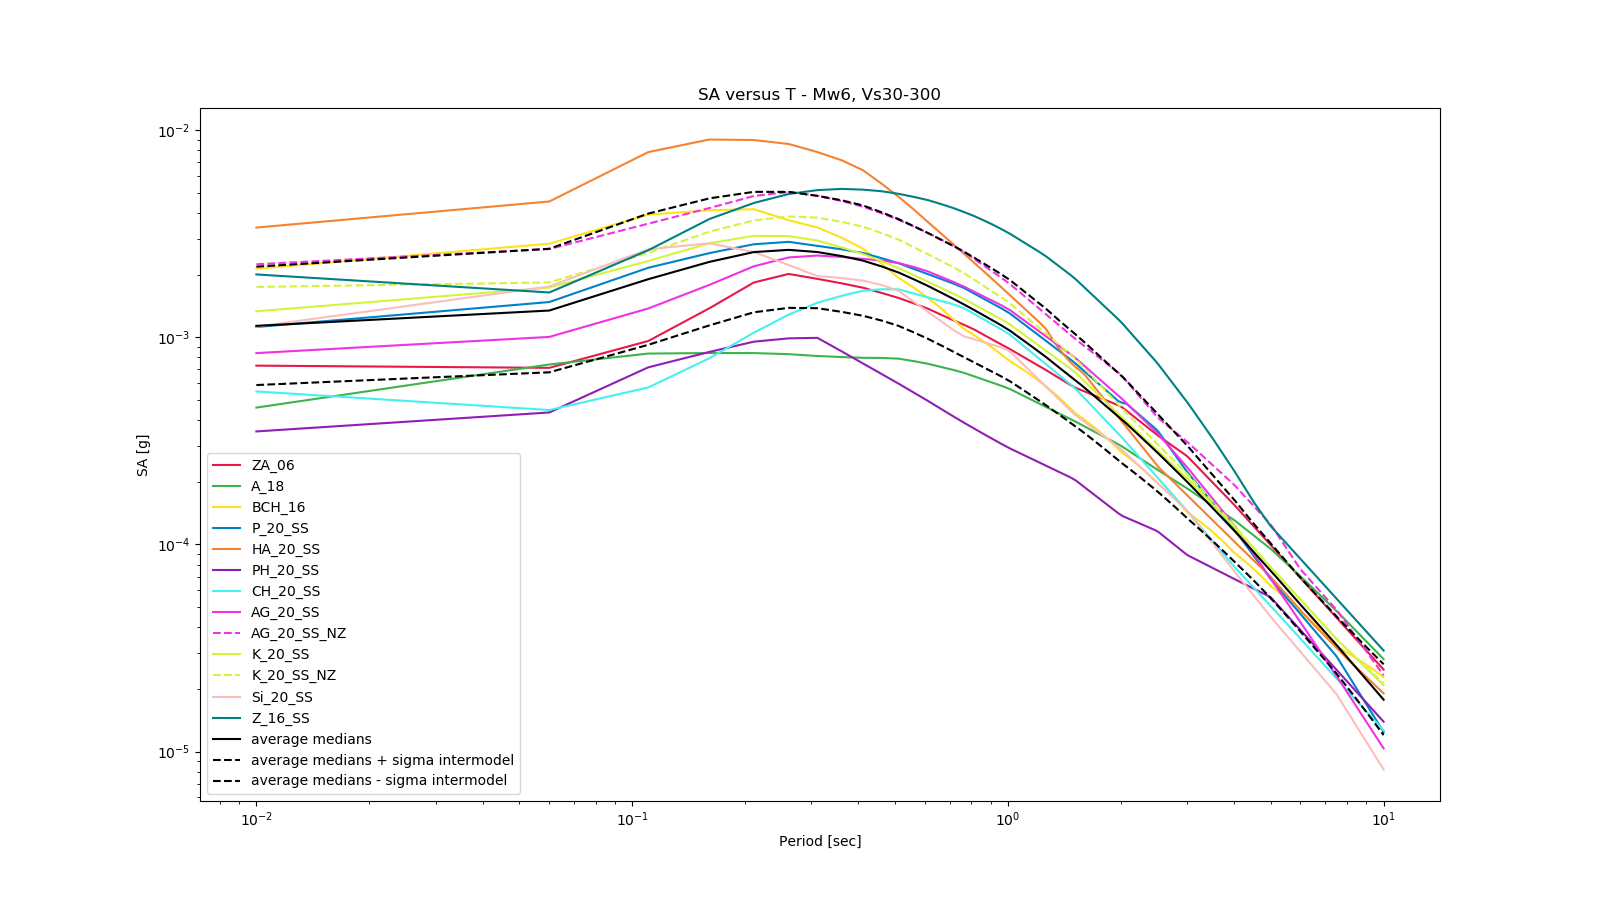 SA versus T - Mw6, Vs30-300
10⁻²
10⁻³
10⁻⁴
10⁻⁵
SA [g]
ZA_06
A_18
BCH_16
P_20_SS
HA_20_SS
PH_20_SS
CH_20_SS
AG_20_SS
AG_20_SS_NZ
K_20_SS
K_20_SS_NZ
Si_20_SS
Z_16_SS
average medians
average medians + sigma intermodel
average medians - sigma intermodel
10⁻² 10⁻¹ 10⁰ 10¹
Period [sec]